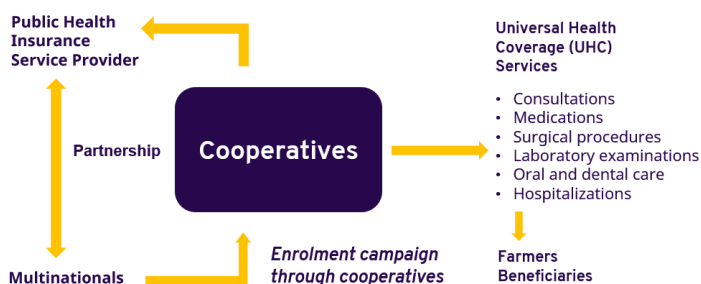 Public Health
Insurance
Service Provider
Universal Health
Coverage (UHC)
Services
• Consultations
• Medications
• Surgical procedures
• Laboratory examinations
• Oral and dental care
• Hospitalizations
Partnership
Cooperatives
Enrolment campaign
through cooperatives
Farmers
Beneficiaries
Multinationals